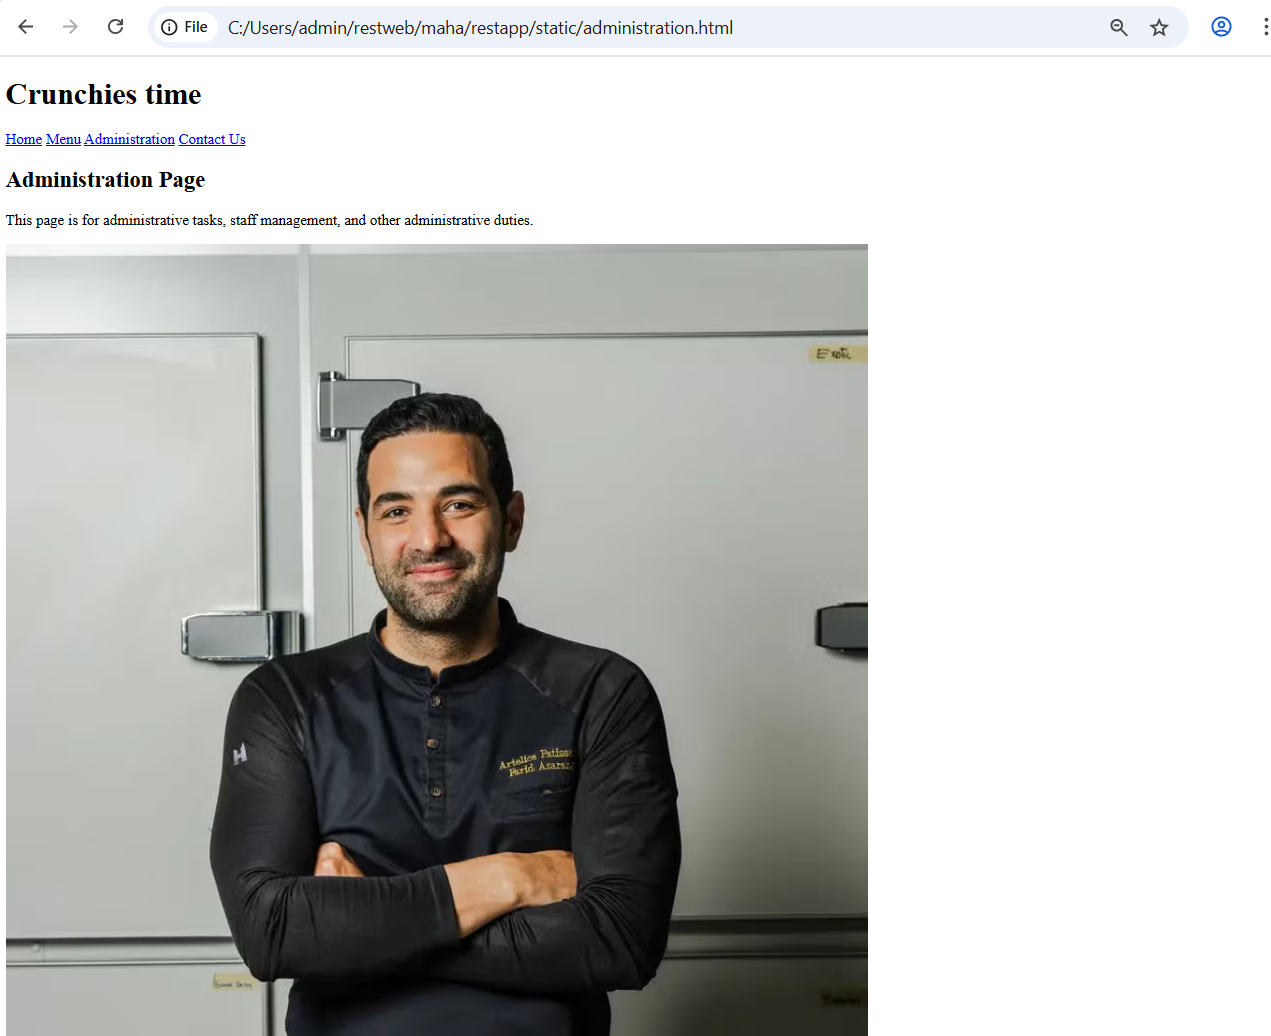 File C:/Users/admin/restweb/maha/restapp/static/administration.html
Crunchies time
Home Menu Administration Contact Us
Administration Page
This page is for administrative tasks, staff management, and other administrative duties.
Exotic
H
Artelice Patisse
Farid Azara